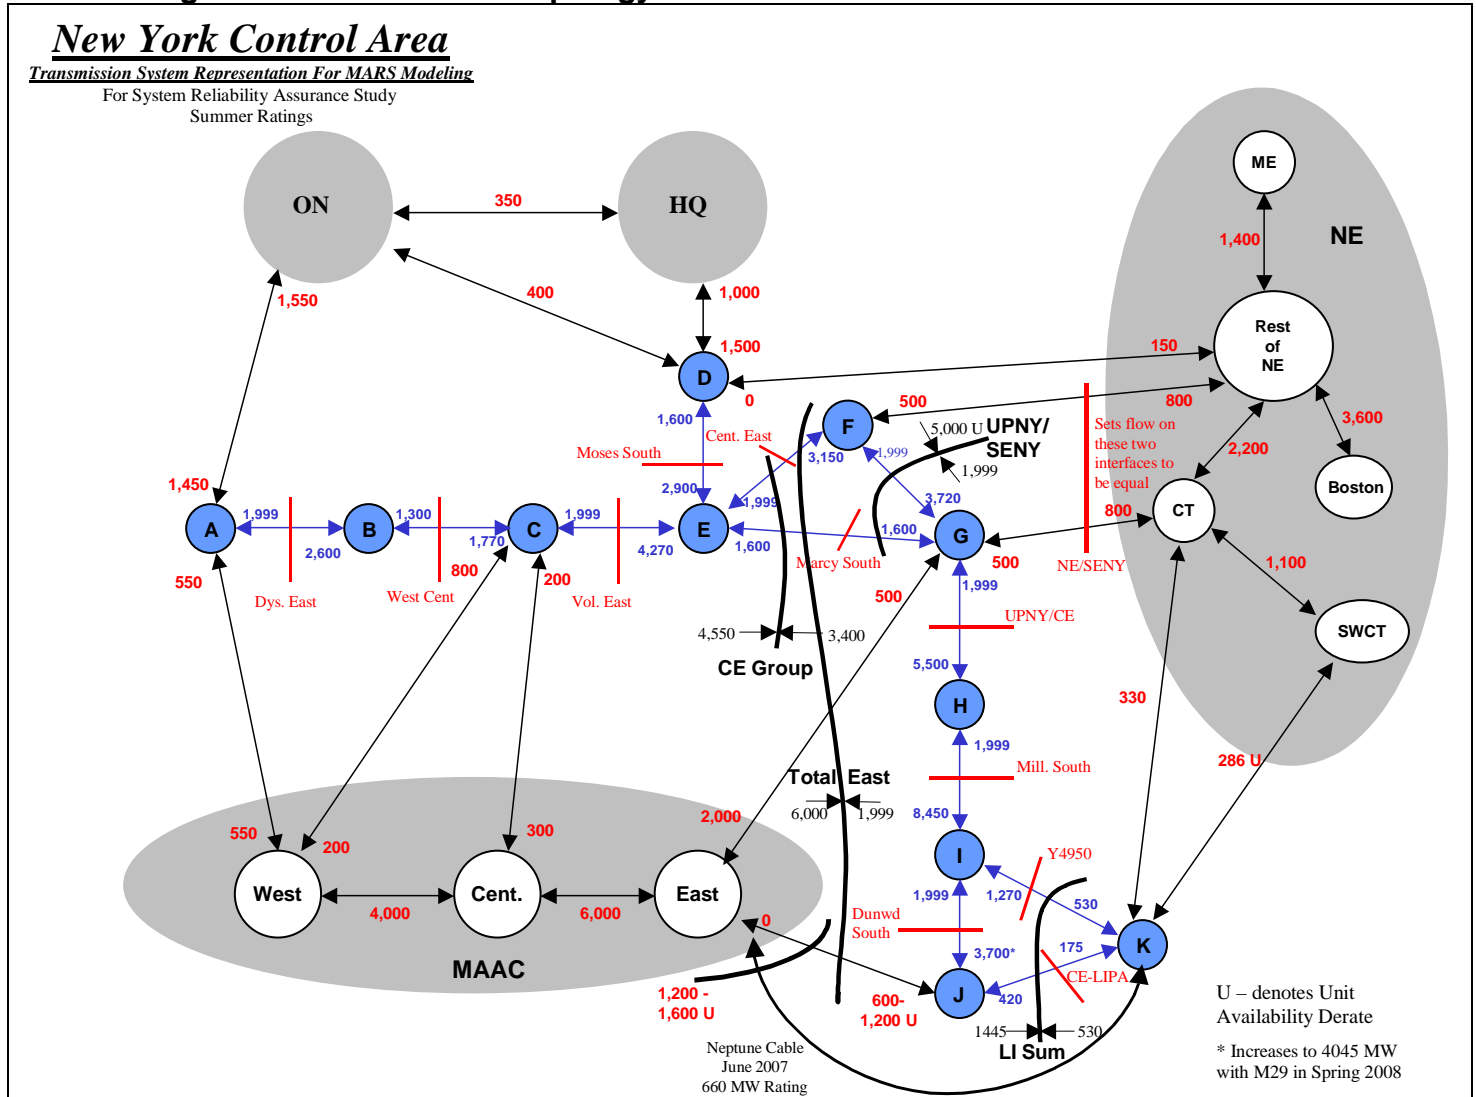 New York Control Area
Transmission System Representation For MARS Modeling
For System Reliability Assurance Study
Summer Ratings
ON
350
HQ
ME
1,400
NE
1,550
400
1,000
1,500
Rest
of
NE
150
D
0
500
800
3,600
1,600
Cent. East
F
5,000 U
UPNY/
SENY
Sets flow on
these two
interfaces to
be equal
2,200
Moses South
3,150
1,999
1,999
1,450
2,900
1,999
3,720
Boston
A
1,999
B
1,300
C
1,999
E
1,600
G
800
CT
2,600
1,770
4,270
1,600
550
800
200
Marcy South
500
NE/SENY
1,100
Dys. East
West Cent
Vol. East
500
1,999
UPNY/CE
4,550
3,400
SWCT
CE Group
5,500
330
H
1,999
286 U
Mill. South
Total East
6,000
1,999
8,450
2,000
550
200
300
I
Y4950
West
Cent.
East
1,999
1,270
530
4,000
6,000
0
Dunwd
South
175
K
MAAC
3,700*
CE-LIPA
1,200 -
1,600 U
600-
1,200 U
J
420
U – denotes Unit
Availability Derate
1445
530
LI Sum
Neptune Cable
June 2007
660 MW Rating
* Increases to 4045 MW
with M29 in Spring 2008